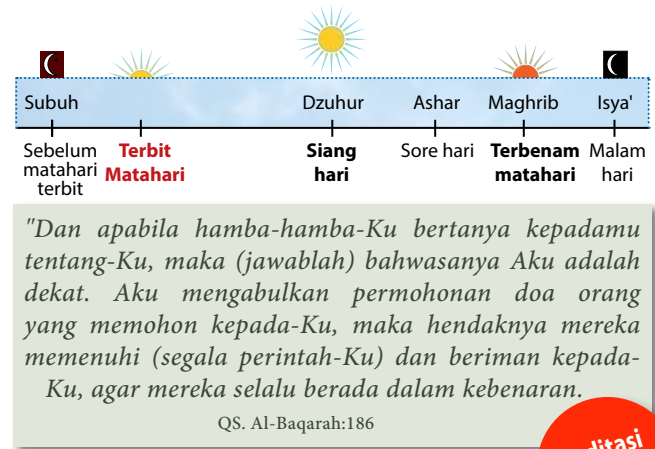 Subuh Dzuhur Ashar Maghrib Isya'
Sebelum matahari terbit
Terbit Matahari
Siang hari
Sore hari
Terbenam matahari
Malam hari
"Dan apabila hamba-hamba-Ku bertanya kepadamu
tentang-Ku, maka (jawablah) bahwasanya Aku adalah
dekat. Aku mengabulkan permohonan doa orang
yang memohon kepada-Ku, maka hendaknya mereka
memenuhi (segala perintah-Ku) dan beriman kepada-
Ku, agar mereka selalu berada dalam kebenaran.
QS. Al-Baqarah:186